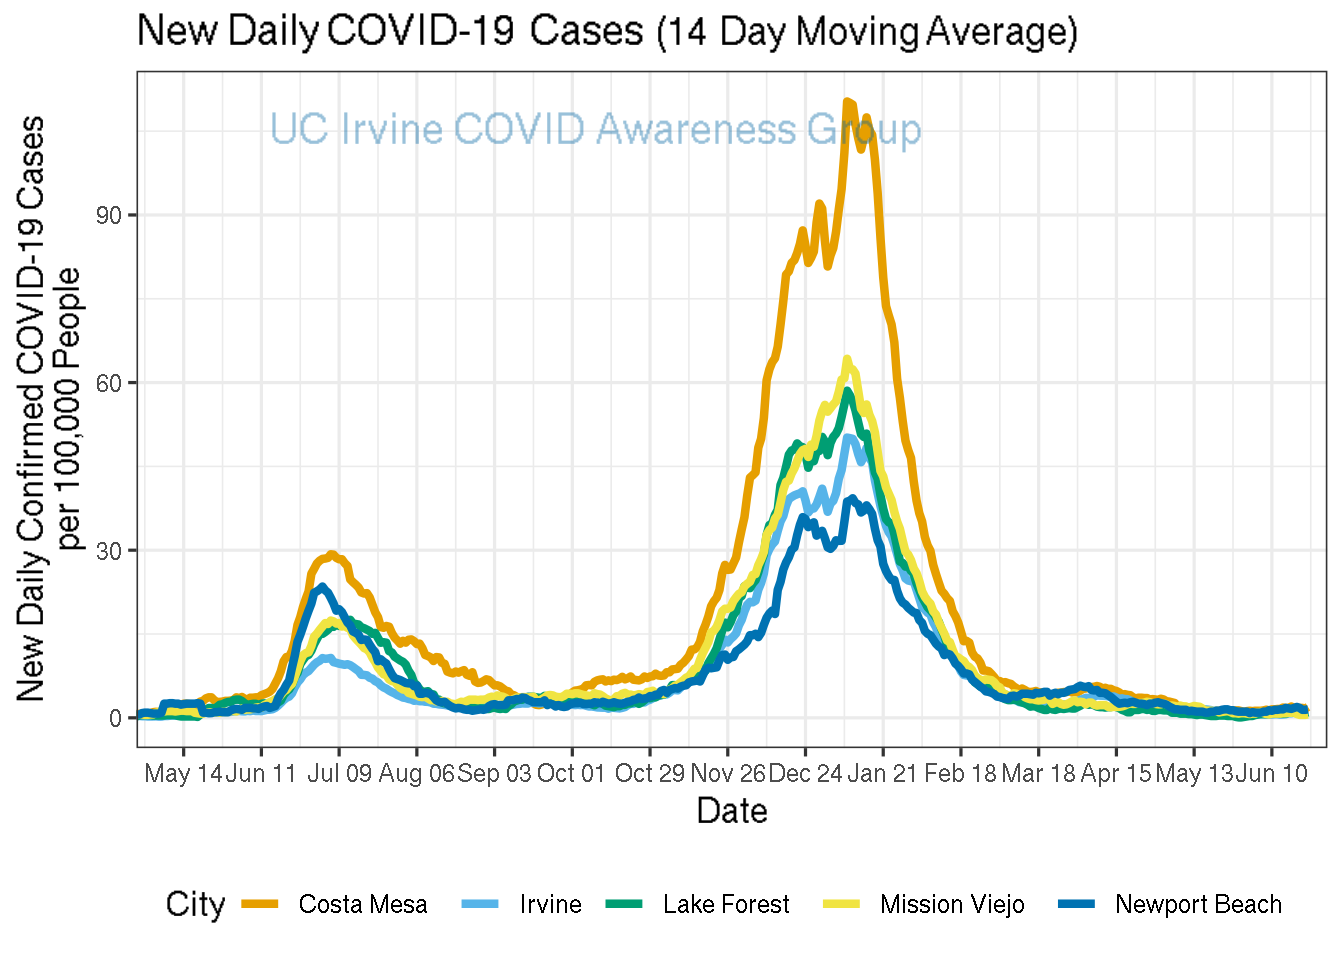 New Daily COVID-19 Cases (14 Day Moving Average)
UC Irvine COVID Awareness Group
New Daily Confirmed COVID-19 Cases
per 100,000 People
90
60
30
0
May 14 Jun 11 Jul 09 Aug 06 Sep 03 Oct 01 Oct 29 Nov 26 Dec 24 Jan 21 Feb 18 Mar 18 Apr 15 May 13 Jun 10
Date
City Costa Mesa Irvine Lake Forest Mission Viejo Newport Beach